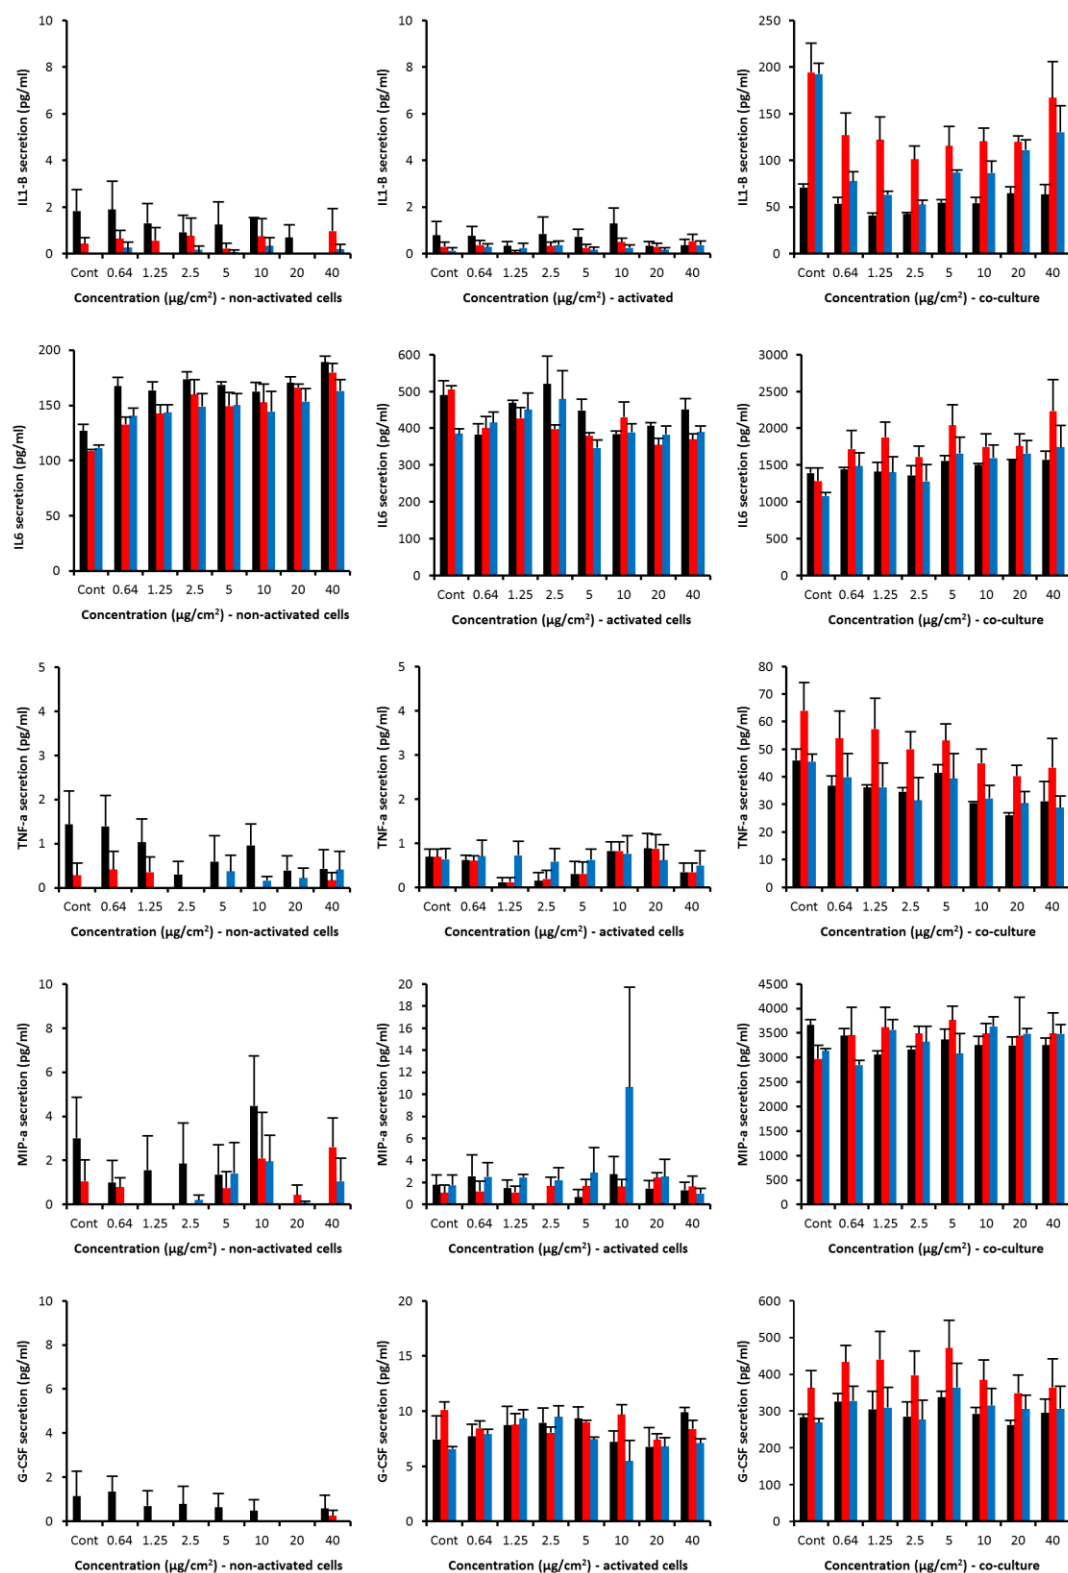 IL1-B secretion (pg/ml)
10
8
6
4
2
0
Cont 0.64 1.25 2.5 5 10 20 40
Concentration (µg/cm²) - non-activated cells
IL1-B secretion (pg/ml)
10
8
6
4
2
0
Cont 0.64 1.25 2.5 5 10 20 40
Concentration (µg/cm²) - activated
IL1-B secretion (pg/ml)
250
200
150
100
50
0
Cont 0.64 1.25 2.5 5 10 20 40
Concentration (µg/cm²) - co-culture
IL6 secretion (pg/ml)
200
150
100
50
0
Cont 0.64 1.25 2.5 5 10 20 40
Concentration (µg/cm²) - non-activated cells
IL6 secretion (pg/ml)
600
500
400
300
200
100
0
Cont 0.64 1.25 2.5 5 10 20 40
Concentration (µg/cm²) - activated cells
IL6 secretion (pg/ml)
3000
2500
2000
1500
1000
500
0
Cont 0.64 1.25 2.5 5 10 20 40
Concentration (µg/cm²) - co-culture
TNF-a secretion (pg/ml)
5
4
3
2
1
0
Cont 0.64 1.25 2.5 5 10 20 40
Concentration (µg/cm²) - non-activated cells
TNF-a secretion (pg/ml)
5
4
3
2
1
0
Cont 0.64 1.25 2.5 5 10 20 40
Concentration (µg/cm²) - activated cells
TNF-a secretion (pg/ml)
80
70
60
50
40
30
20
10
0
Cont 0.64 1.25 2.5 5 10 20 40
Concentration (µg/cm²) - co-culture
MIP-a secretion (pg/ml)
10
8
6
4
2
0
Cont 0.64 1.25 2.5 5 10 20 40
Concentration (µg/cm²) - non-activated cells
MIP-a secretion (pg/ml)
20
18
16
14
12
10
8
6
4
2
0
Cont 0.64 1.25 2.5 5 10 20 40
Concentration (µg/cm²) - activated cells
MIP-a secretion (pg/ml)
4500
4000
3500
3000
2500
2000
1500
1000
500
0
Cont 0.64 1.25 2.5 5 10 20 40
Concentration (µg/cm²) - co-culture
G-CSF secretion (pg/ml)
10
8
6
4
2
0
Cont 0.64 1.25 2.5 5 10 20 40
Concentration (µg/cm²) - non-activated cells
G-CSF secretion (pg/ml)
20
15
10
5
0
Cont 0.64 1.25 2.5 5 10 20 40
Concentration (µg/cm²) - activated cells
G-CSF secretion (pg/ml)
600
500
400
300
200
100
0
Cont 0.64 1.25 2.5 5 10 20 40
Concentration (µg/cm²) - co-culture